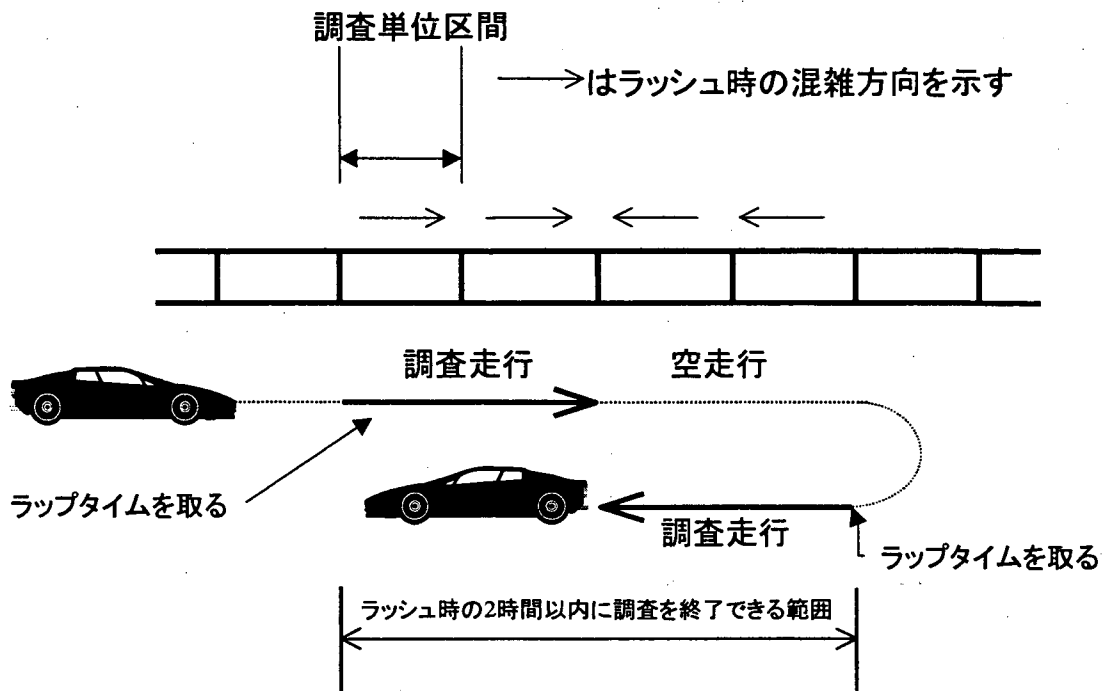 調査単位区間
はラッシュ時の混雑方向を示す
調査走行
空走行
ラップタイムを取る
調査走行
ラップタイムを取る
ラッシュ時の2時間以内に調査を終了できる範囲